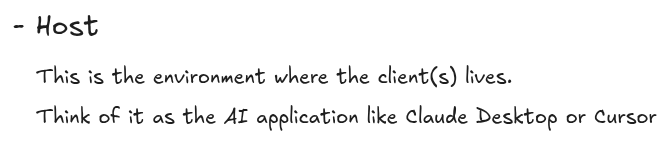 - Host
This is the environment where the client(s) lives.
Think of it as the AI application like Claude Desktop or Cursor